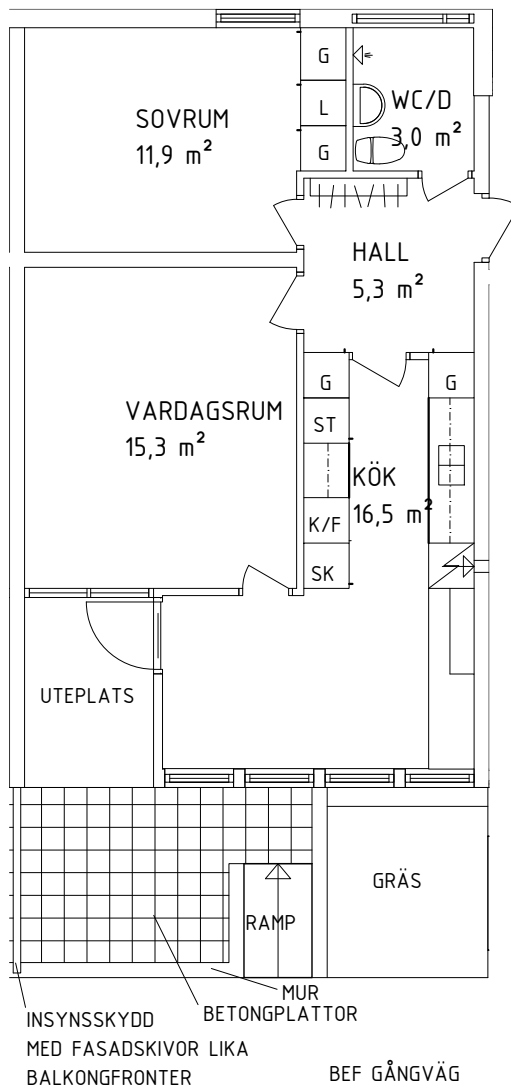 G
L
G
SOVRUM
11,9 m²
WC/D
3,0 m²
HALL
5,3 m²
G
ST
K/F
SK
G
VARDAGSRUM
15,3 m²
KÖK
16,5 m²
UTEPLATS
GRÄS
RAMP
MUR
BETONGPLATTOR
INSYNSSKYDD
MED FASADSKIVOR LIKA
BALKONGFRONTER
BEF GÅNGVÄG